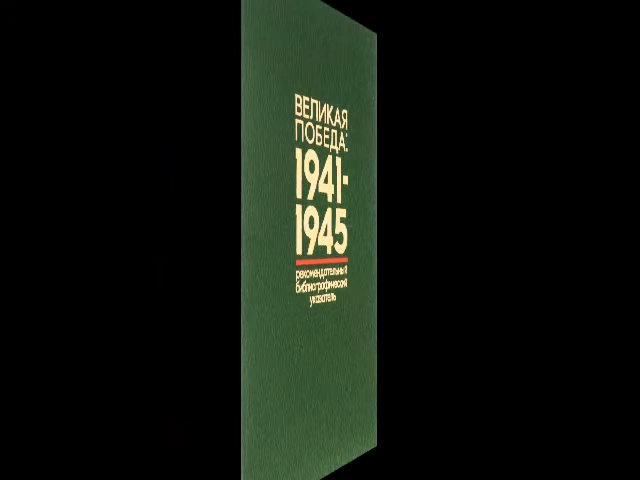 ВЕЛИКАЯ
ПОБЕДА:
1941-
1945
рекомендательный
библиографический
указатель